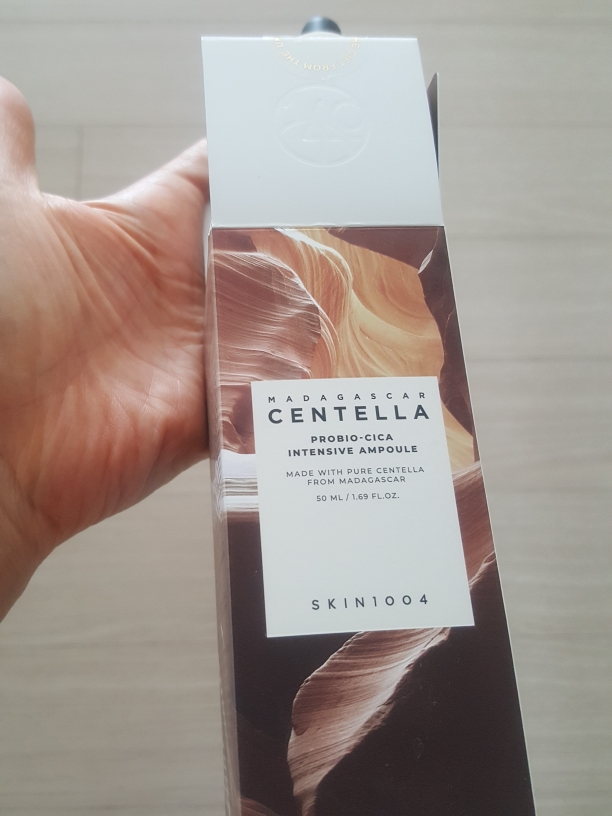 MADAGASCAR
CENTELLA
PROBIO-CICA
INTENSIVE AMPOULE
MADE WITH PURE CENTELLA
FROM MADAGASCAR
50 ML / 1.69 FL.OZ.
SKIN1004